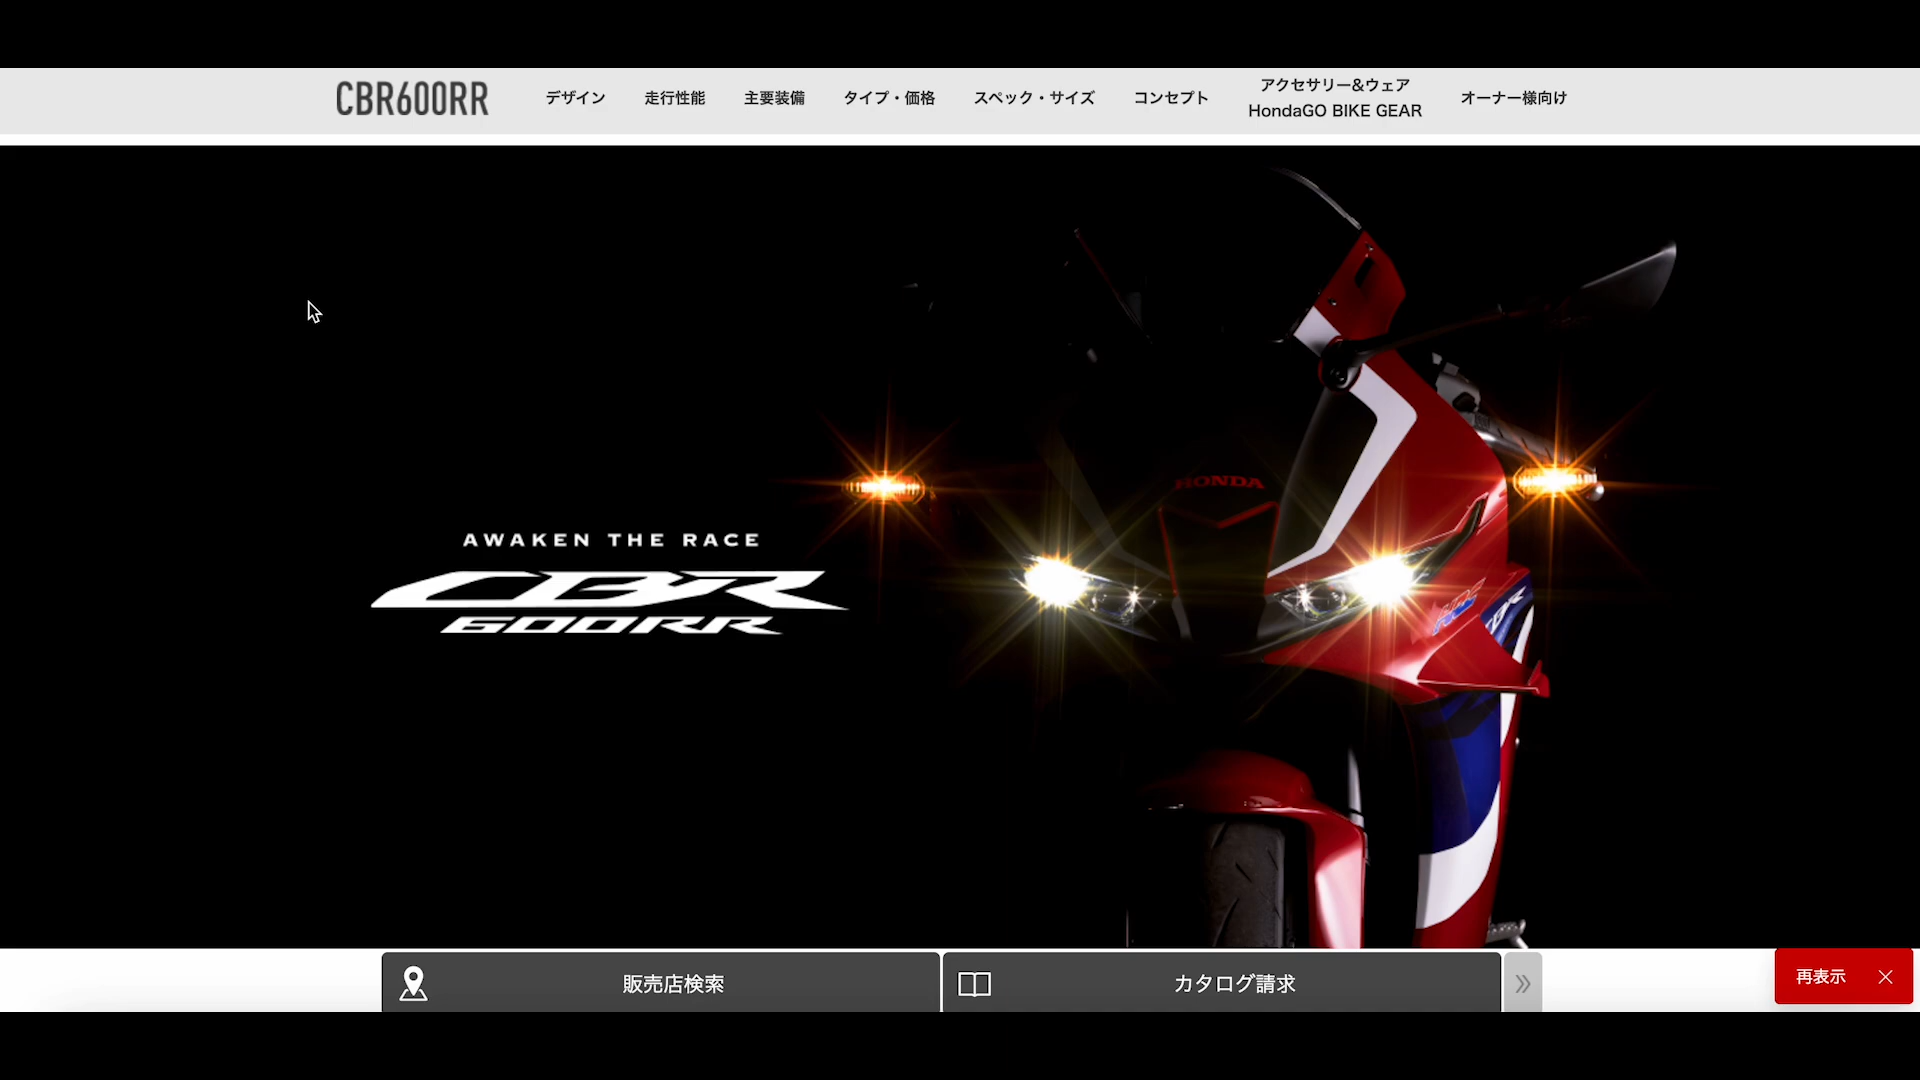 CBR600RR
デザイン
走行性能
主要装備
タイプ・価格
スペック・サイズ
コンセプト
アクセサリー&ウェア
HondaGO BIKE GEAR
オーナー様向け
HONDA
AWAKEN THE RACE
CBR
600RR
HRC
CBR
販売店検索
カタログ請求
再表示